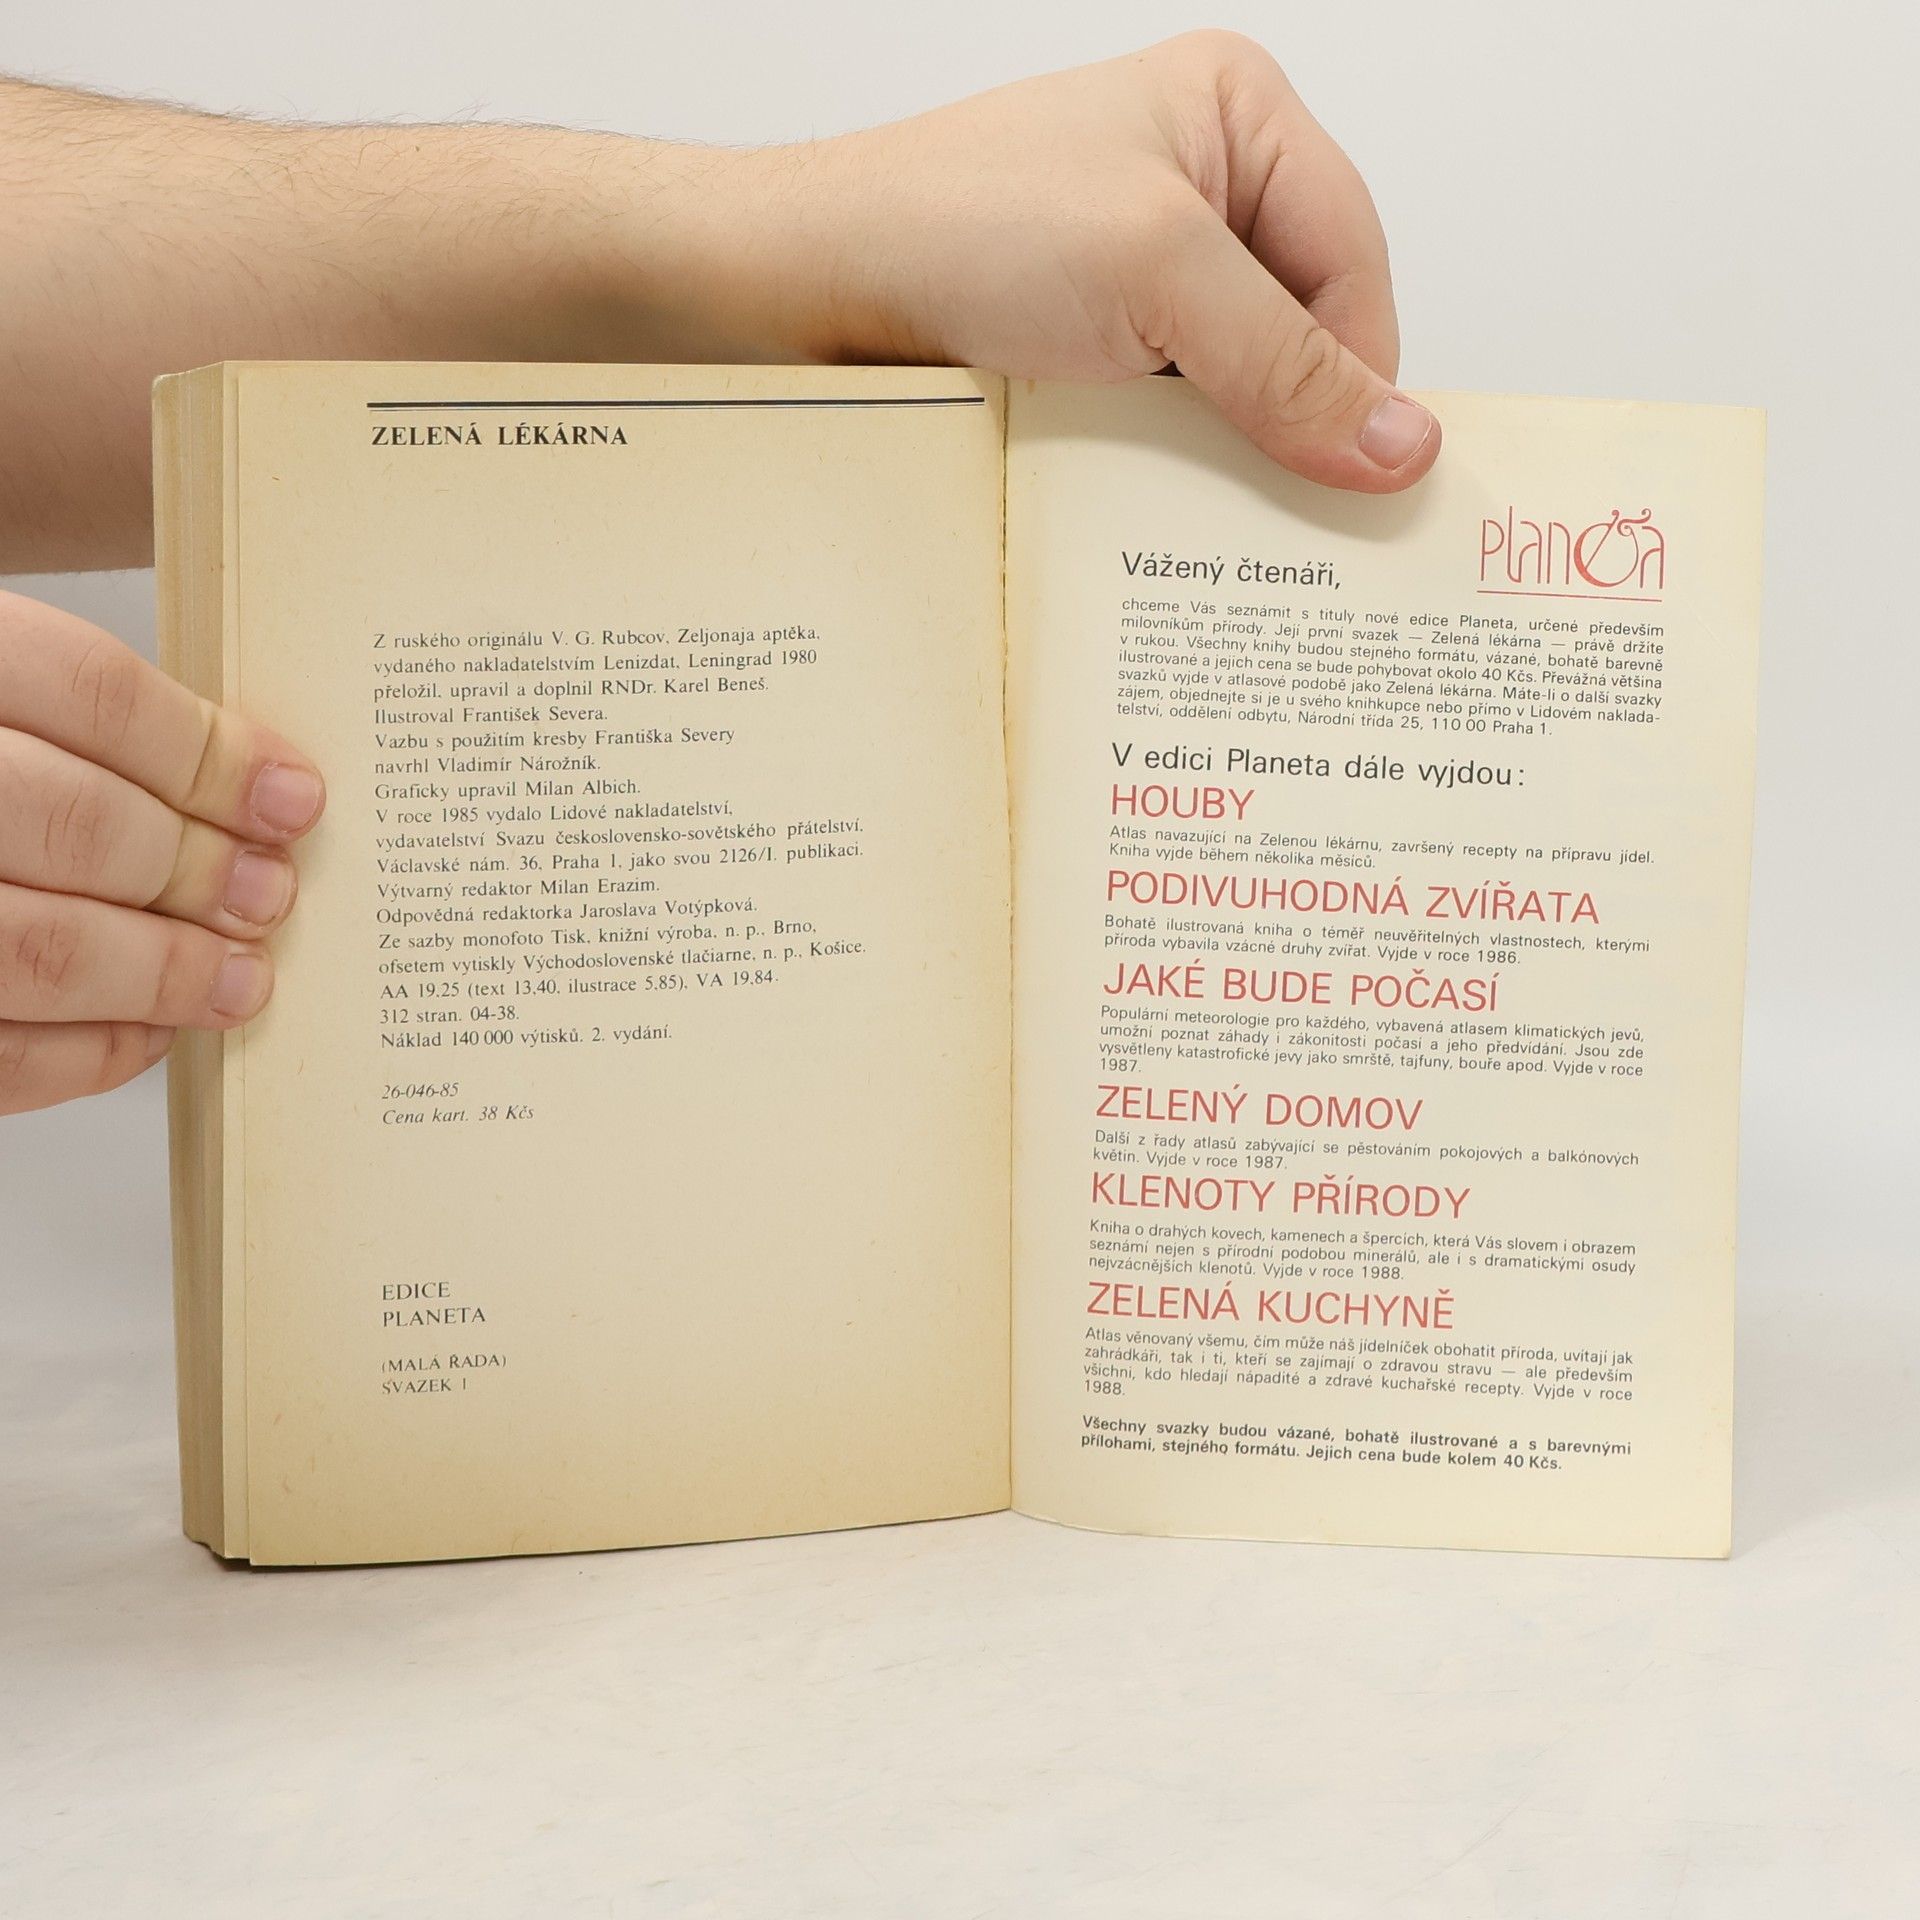 ZELENÁ LÉKÁRNA
Z ruského originálu V. G. Rubcov, Zeljonaja aptěka,
vydaného nakladatelstvím Lenizdat, Leningrad 1980
přeložil, upravil a doplnil RNDr. Karel Beneš.
Ilustroval František Severa.
Vazbu s použitím kresby Františka Severy
navrhl Vladimír Nárožník.
Graficky upravil Milan Albich.
V roce 1985 vydalo Lidové nakladatelství,
vydavatelství Svazu československo-sovětského přátelství,
Václavské nám. 36, Praha 1, jako svou 2126/I. publikaci.
Výtvarný redaktor Milan Erazim.
Odpovědná redaktorka Jaroslava Votýpková.
Ze sazby monofoto Tisk, knižní výroba, n. p., Brno,
ofsetem vytiskly Východoslovenské tlačiarne, n. p., Košice.
AA 19,25 (text 13,40, ilustrace 5,85), VA 19,84.
312 stran. 04-38.
Náklad 140 000 výtisků. 2. vydání.
26-046-85
Cena kart. 38 Kčs
EDICE
PLANETA
(MALÁ ŘADA)
SVAZEK 1
planeta
Vážený čtenáři,
chceme Vás seznámit s tituly nové edice Planeta, určené především
milovníkům přírody. Její první svazek — Zelená lékárna — právě držíte
v rukou. Všechny knihy budou stejného formátu, vázané, bohatě barevně
ilustrované a jejich cena se bude pohybovat okolo 40 Kčs. Převážná většina
svazků vyjde v atlasové podobě jako Zelená lékárna. Máte-li o další svazky
zájem, objednejte si je u svého knihkupce nebo přímo v Lidovém naklada-
telství, oddělení odbytu, Národní třída 25, 110 00 Praha 1.
V edici Planeta dále vyjdou:
HOUBY
Atlas navazující na Zelenou lékárnu, završený recepty na přípravu jídel.
Kniha vyjde během několika měsíců.
PODIVUHODNÁ ZVÍŘATA
Bohatě ilustrovaná kniha o téměř neuvěřitelných vlastnostech, kterými
příroda vybavila vzácné druhy zvířat. Vyjde v roce 1986.
JAKÉ BUDE POČASÍ
Populární meteorologie pro každého, vybavená atlasem klimatických jevů,
umožní poznat záhady i zákonitosti počasí a jeho předvídání. Jsou zde
vysvětleny katastrofické jevy jako smrště, tajfuny, bouře apod. Vyjde v roce
1987.
ZELENÝ DOMOV
Další z řady atlasů zabývající se pěstováním pokojových a balkónových
květin. Vyjde v roce 1987.
KLENOTY PŘÍRODY
Kniha o drahých kovech, kamenech a špercích, která Vás slovem i obrazem
seznámí nejen s přírodní podobou minerálů, ale i s dramatickými osudy
nejvzácnějších klenotů. Vyjde v roce 1988.
ZELENÁ KUCHYNĚ
Atlas věnovaný všemu, čím může náš jídelníček obohatit příroda, uvítají jak
zahrádkáři, tak i ti, kteří se zajímají o zdravou stravu — ale především
všichni, kdo hledají nápadité a zdravé kuchařské recepty. Vyjde v roce
1988.
Všechny svazky budou vázané, bohatě ilustrované a s barevnými
přílohami, stejného formátu. Jejich cena bude kolem 40 Kčs.